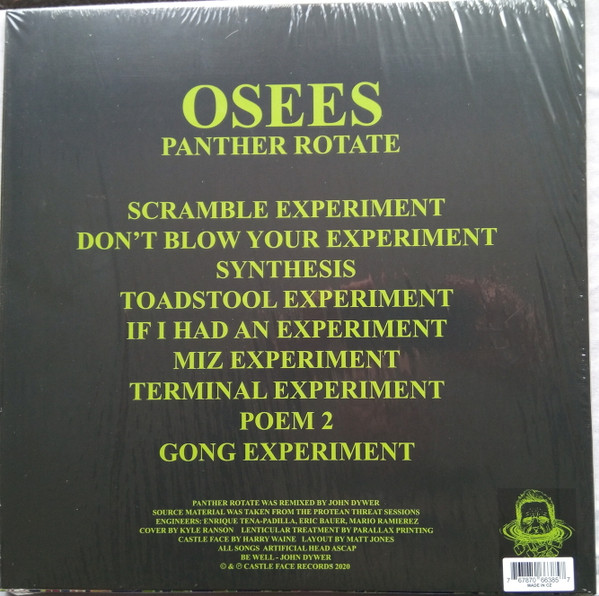 OSEES
PANTHER ROTATE
SCRAMBLE EXPERIMENT
DON'T BLOW YOUR EXPERIMENT
SYNTHESIS
TOADSTOOL EXPERIMENT
IF I HAD AN EXPERIMENT
MIZ EXPERIMENT
TERMINAL EXPERIMENT
POEM 2
GONG EXPERIMENT
PANTHER ROTATE WAS REMIXED BY JOHN DYWER
SOURCE MATERIAL WAS TAKEN FROM THE PROTEAN THREAT SESSIONS
ENGINEERS: ENRIQUE TENA-PADILLA, ERIC BAUER, MARIO RAMIEREZ
COVER BY KYLE RANSON LENTICULAR TREATMENT BY PARALLAX PRINTING
CASTLE FACE BY HARRY WAINE LAYOUT BY MATT JONES
ALL SONGS ARTIFICIAL HEAD ASCAP
BE WELL - JOHN DYWER
© & ℗ CASTLE FACE RECORDS 2020
7 67870 66385 7
MADE IN CZ